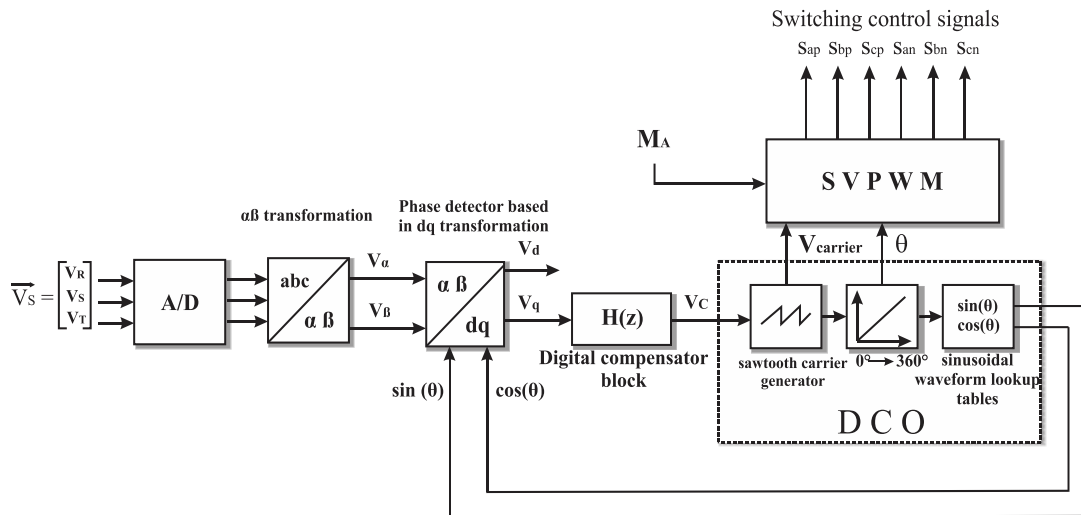 Switching control signals
Sap Sbp Scp San Sbn Scn
MA
S V P W M
αß transformation
Phase detector based
in dq transformation
Vcarrier
θ
VS =
VR
VS
VT
A/D
abc
α ß
Vα
Vß
α ß
dq
Vd
Vq
H(z)
Digital compensator
block
VC
sawtooth carrier
generator
0° 360°
sin(θ)
cos(θ)
sinusoidal
waveform lookup
tables
D C O
sin (θ)
cos(θ)